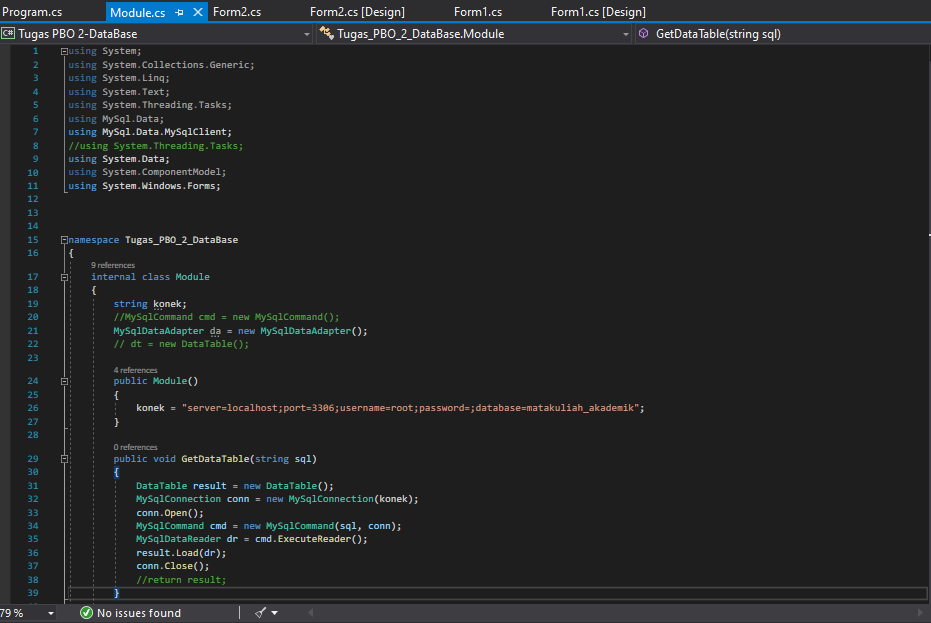 Program.cs Module.cs Form2.cs Form2.cs [Design] Form1.cs Form1.cs [Design]
C# Tugas PBO 2-DataBase Tugas_PBO_2_DataBase.Module GetDataTable(string sql)
1 using System;
2 using System.Collections.Generic;
3 using System.Linq;
4 using System.Text;
5 using System.Threading.Tasks;
6 using MySql.Data;
7 using MySql.Data.MySqlClient;
8 //using System.Threading.Tasks;
9 using System.Data;
10 using System.ComponentModel;
11 using System.Windows.Forms;
12
13
14
15 namespace Tugas_PBO_2_DataBase
16 {
9 references
17 internal class Module
18 {
19 string konek;
20 //MySqlCommand cmd = new MySqlCommand();
21 MySqlDataAdapter da = new MySqlDataAdapter();
22 // dt = new DataTable();
23
4 references
24 public Module()
25 {
26 konek = "server=localhost;port=3306;username=root;password=;database=matakuliah_akademik";
27 }
28
0 references
29 public void GetDataTable(string sql)
30 {
31 DataTable result = new DataTable();
32 MySqlConnection conn = new MySqlConnection(konek);
33 conn.Open();
34 MySqlCommand cmd = new MySqlCommand(sql, conn);
35 MySqlDataReader dr = cmd.ExecuteReader();
36 result.Load(dr);
37 conn.Close();
38 //return result;
39 }
79 % No issues found